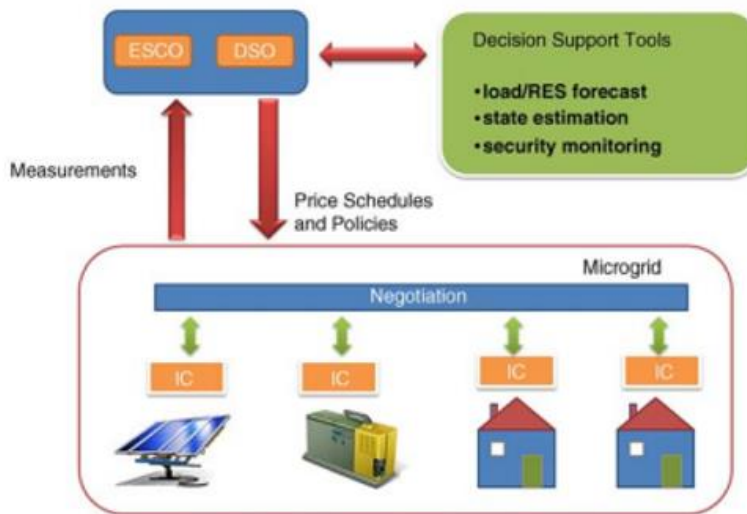 ESCO DSO
Decision Support Tools
•load/RES forecast
•state estimation
•security monitoring
Measurements
Price Schedules
and Policies
Microgrid
Negotiation
IC IC IC IC